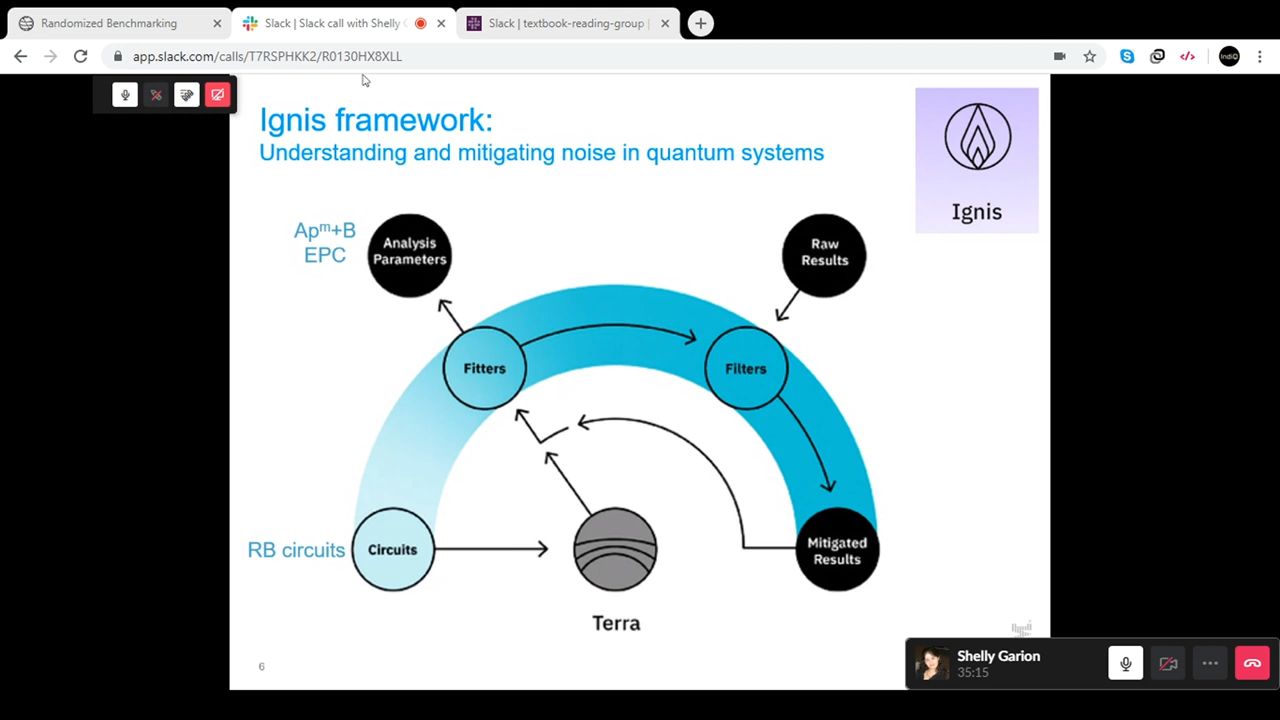 Randomized Benchmarking
Slack | Slack call with Shelly
Slack | textbook-reading-group |
app.slack.com/calls/T7RSPHKK2/R0130HX8XLL
IndiQ
Ignis framework:
Understanding and mitigating noise in quantum systems
Ignis
Apᵐ+B
EPC
Analysis
Parameters
Raw
Results
Fitters
Filters
RB circuits
Circuits
Mitigated
Results
Terra
6
Shelly Garion
35:15